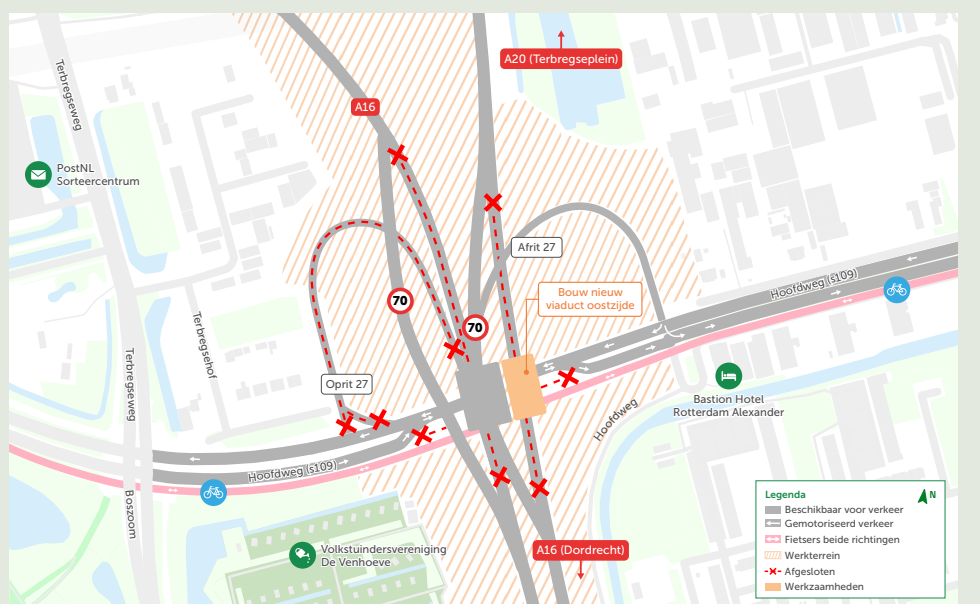 A20 (Terbregseplein)
Terbregseweg
A16
PostNL
Sorteercentrum
Afrit 27
Hoofdweg (s109)
Bouw nieuw
viaduct oostzijde
70
70
Terbregsehof
Terbregseweg
Oprit 27
Bastion Hotel
Rotterdam Alexander
Hoofdweg
Hoofdweg (s109)
Boszoom
Volkstuindersvereniging
De Venhoeve
A16 (Dordrecht)
Legenda
N
Beschikbaar voor verkeer
Gemotoriseerd verkeer
Fietsers beide richtingen
Werkterrein
Afgesloten
Werkzaamheden